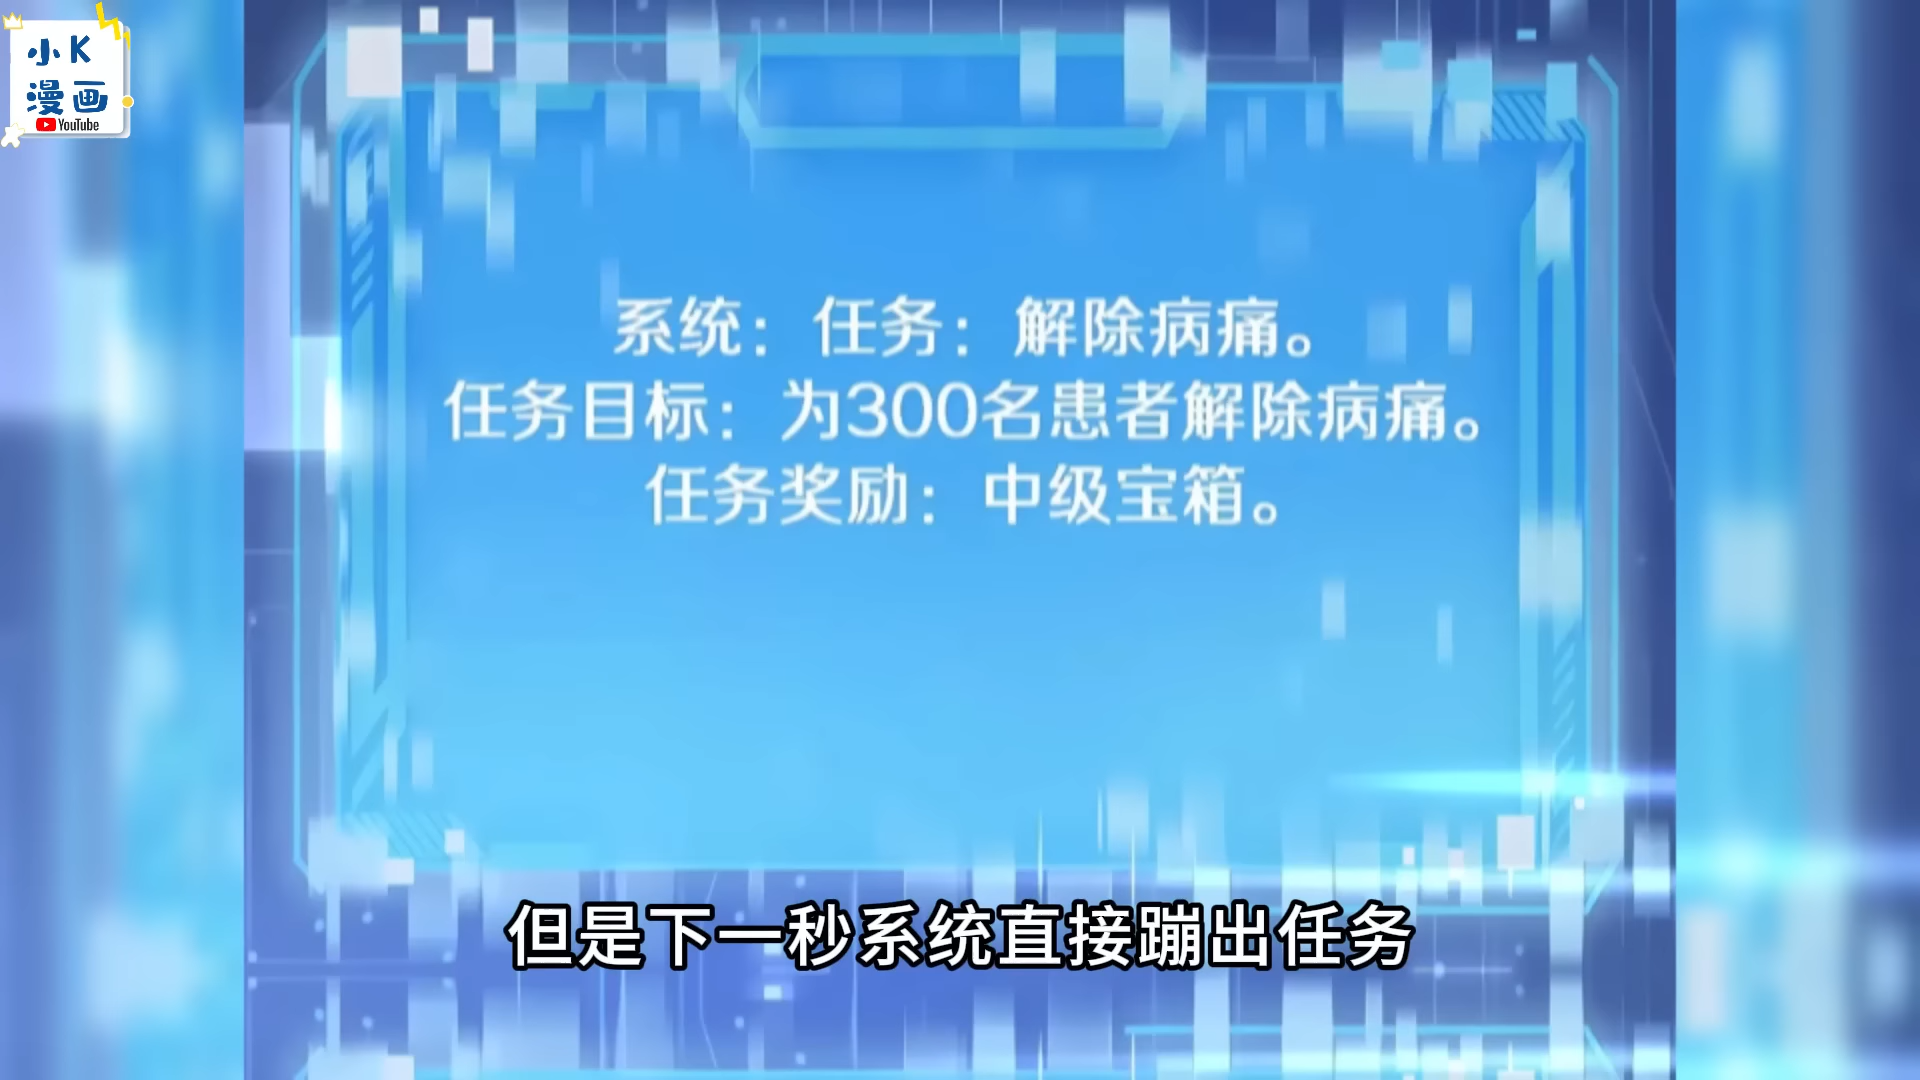 小K
漫画
YouTube
系统：任务：解除病痛。
任务目标：为300名患者解除病痛。
任务奖励：中级宝箱。
但是下一秒系统直接蹦出任务